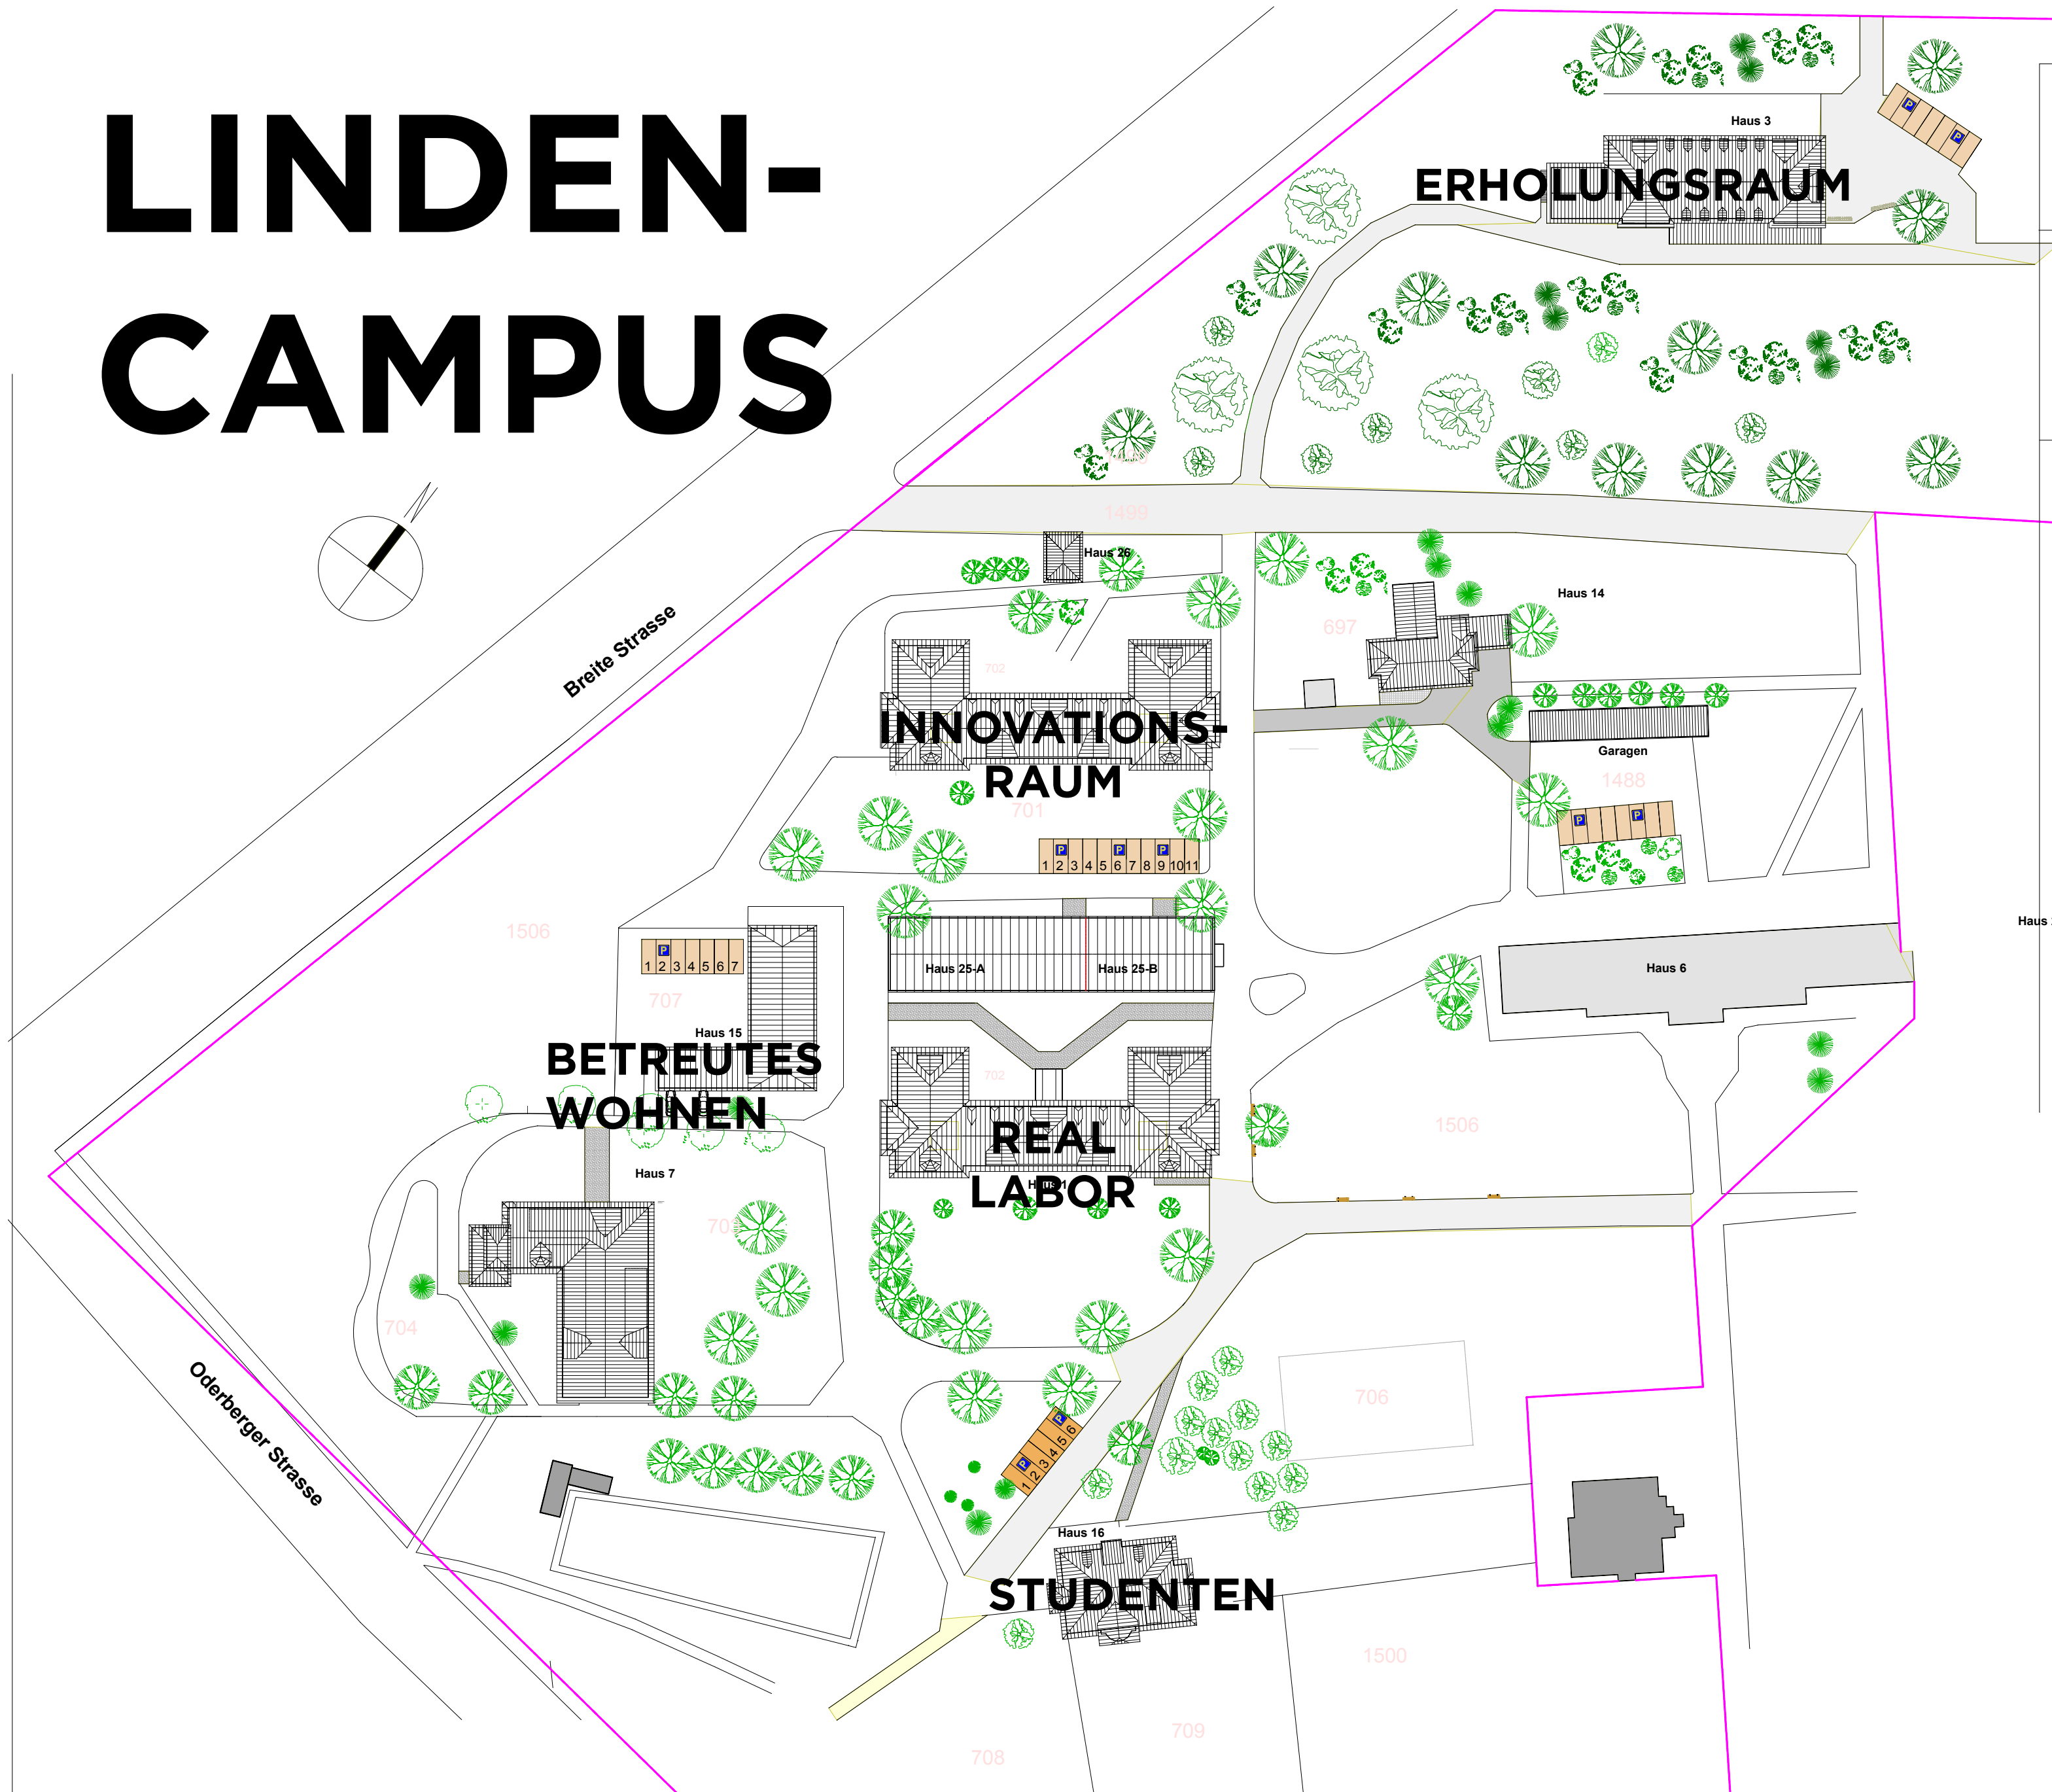 LINDEN-
CAMPUS
Haus 3
ERHOLUNGSRAUM
P
P
1499
Haus 26
Haus 14
697
Breite Strasse
702
INNOVATIONS-
RAUM
701
Garagen
1488
P
P
P
P
P
1 2 3 4 5 6 7 8 9 10 11
1506
P
1 2 3 4 5 6 7
707
Haus 25-A
Haus 25-B
Haus 6
Haus
Haus 15
BETREUTES
WOHNEN
702
REAL
LABOR
Haus 1
1506
Haus 7
704
Oderberger Strasse
706
P
P
1 2 3 4 5 6
Haus 16
STUDENTEN
1500
709
708